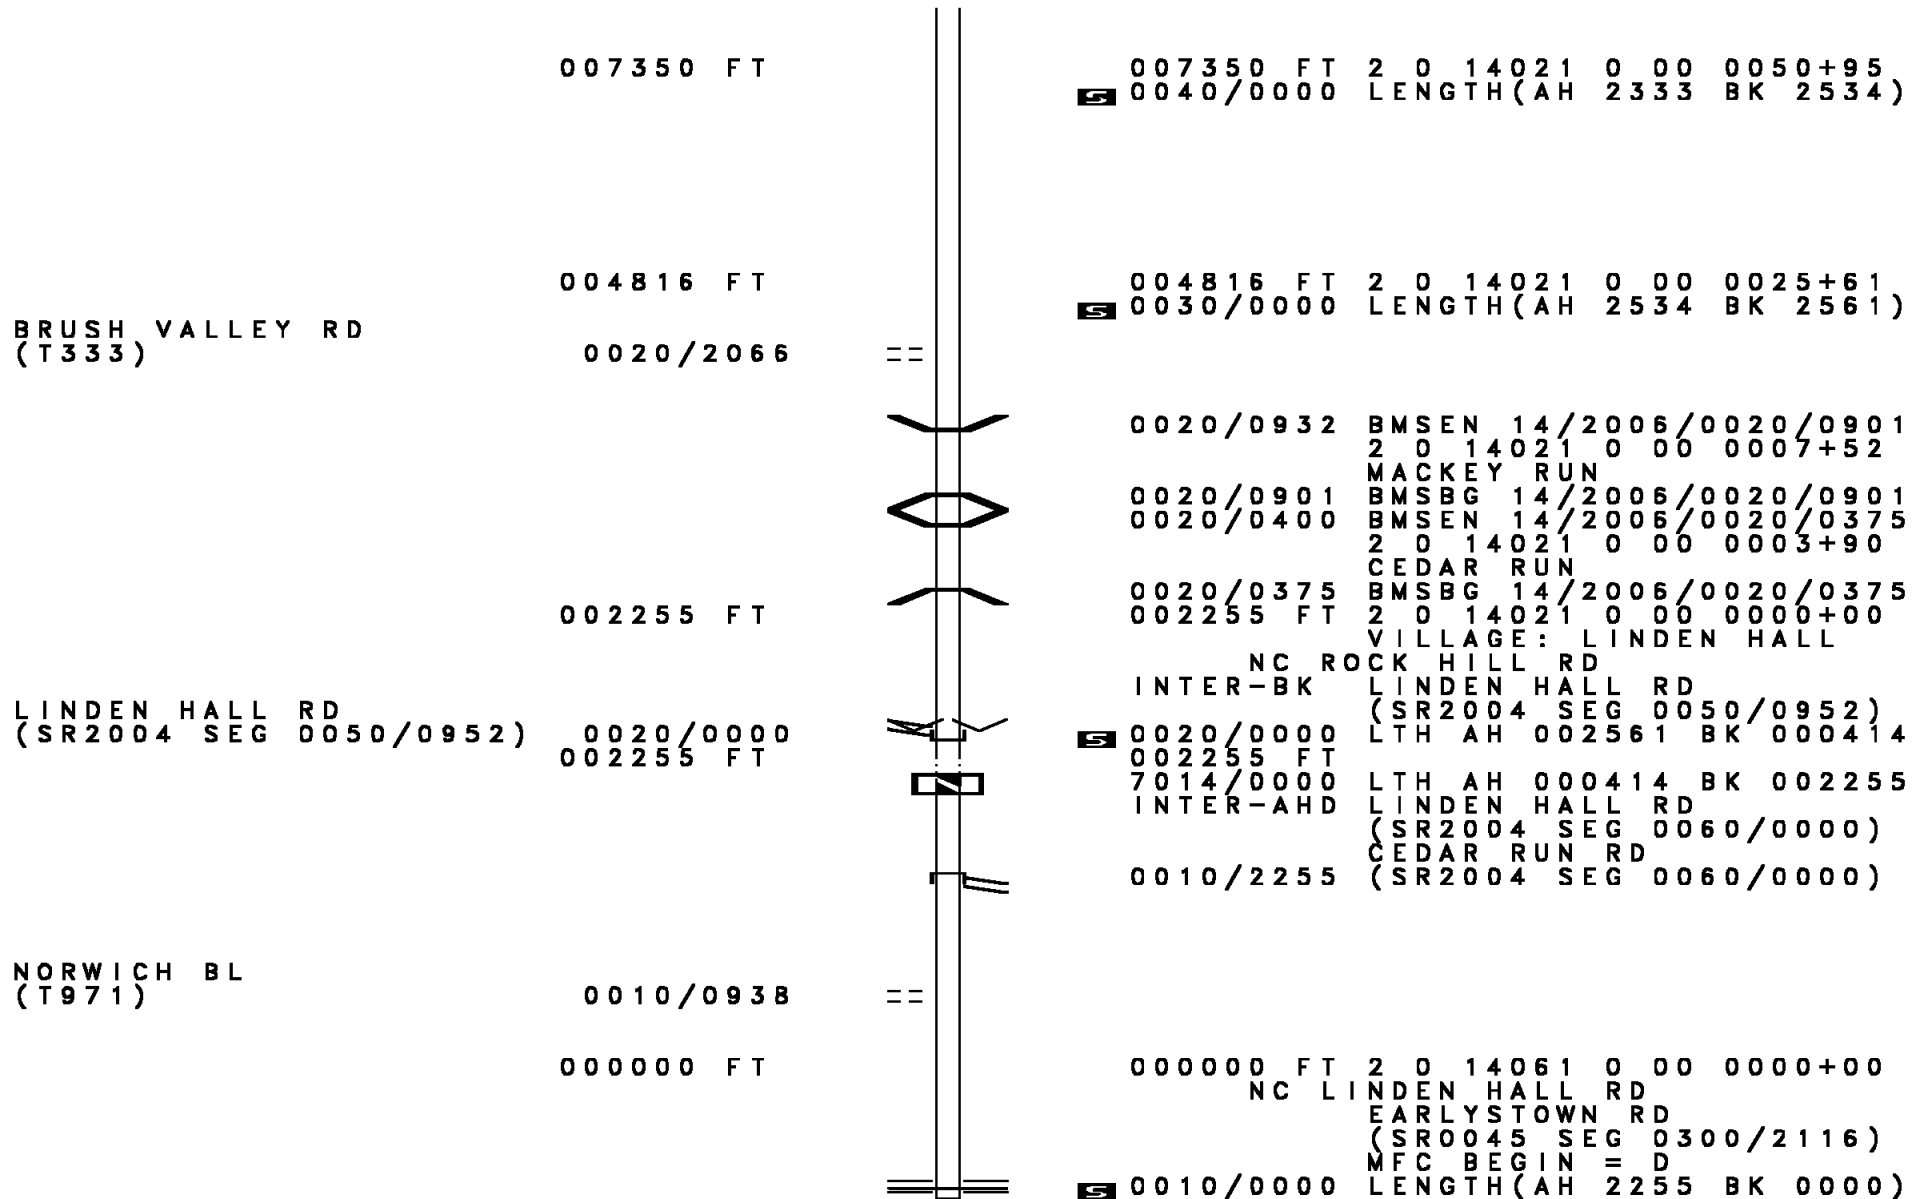 007350 FT 007350 FT 2 0 14021 0 00 0050+95
S 0040/0000 LENGTH(AH 2333 BK 2534)
004816 FT 004816 FT 2 0 14021 0 00 0025+61
S 0030/0000 LENGTH(AH 2534 BK 2561)
BRUSH VALLEY RD
(T333) 0020/2066
0020/0932 BMSEN 14/2006/0020/0901
2 0 14021 0 00 0007+52
MACKEY RUN
0020/0901 BMSBG 14/2006/0020/0901
0020/0400 BMSEN 14/2006/0020/0375
2 0 14021 0 00 0003+90
CEDAR RUN
0020/0375 BMSBG 14/2006/0020/0375
002255 FT 002255 FT 2 0 14021 0 00 0000+00
VILLAGE: LINDEN HALL
NC ROCK HILL RD
INTER-BK LINDEN HALL RD
LINDEN HALL RD (SR2004 SEG 0050/0952)
(SR2004 SEG 0050/0952) 0020/0000 S 0020/0000 LTH AH 002561 BK 000414
002255 FT 002255 FT
7014/0000 LTH AH 000414 BK 002255
INTER-AHD LINDEN HALL RD
(SR2004 SEG 0060/0000)
CEDAR RUN RD
0010/2255 (SR2004 SEG 0060/0000)
NORWICH BL
(T971) 0010/0938
000000 FT 000000 FT 2 0 14061 0 00 0000+00
NC LINDEN HALL RD
EARLYSTOWN RD
(SR0045 SEG 0300/2116)
MFC BEGIN = D
S 0010/0000 LENGTH(AH 2255 BK 0000)